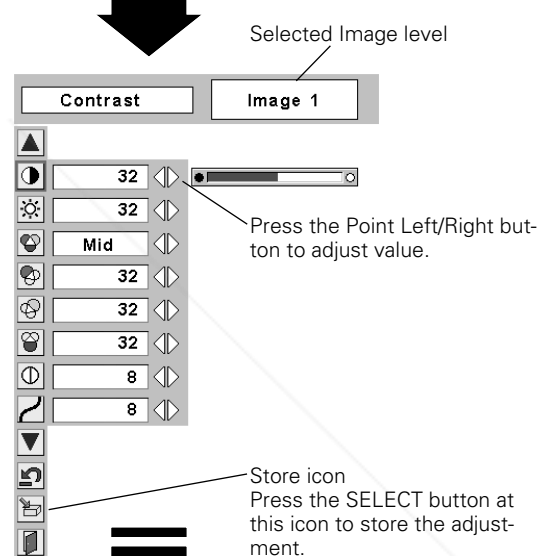 Selected Image level
Contrast
Image 1
32
32
Press the Point Left/Right but-
ton to adjust value.
Mid
32
32
32
8
8
Store icon
Press the SELECT button at
this icon to store the adjust-
ment.